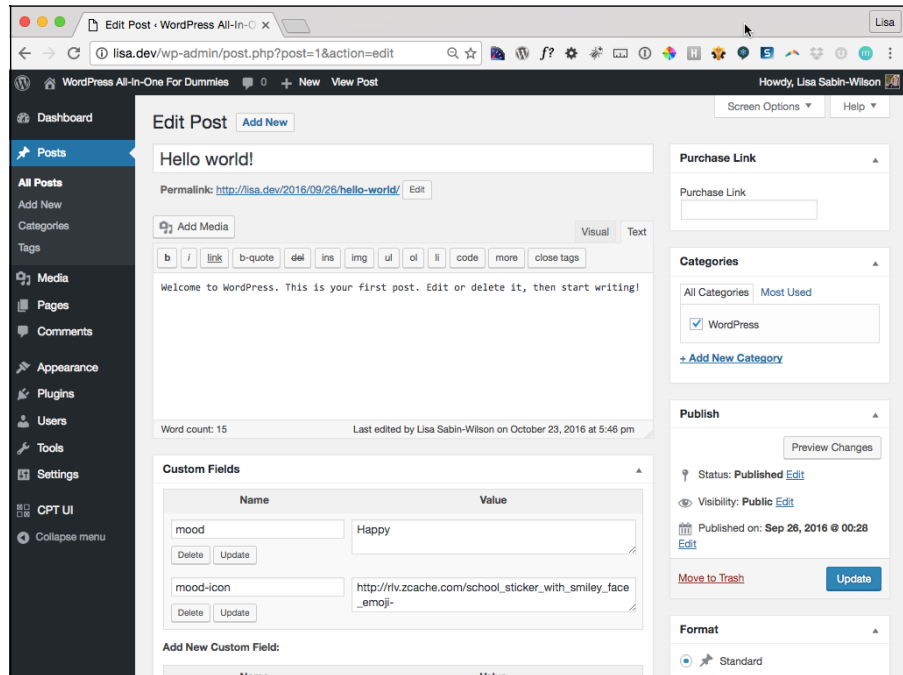 Edit Post ‹ WordPress All-In-O
Lisa
lisa.dev/wp-admin/post.php?post=1&action=edit
f?
WordPress All-In-One For Dummies 0 + New View Post
Howdy, Lisa Sabin-Wilson
Screen Options
Help
Dashboard
Posts
All Posts
Add New
Categories
Tags
Media
Pages
Comments
Appearance
Plugins
Users
Tools
Settings
CPT UI
Collapse menu
Edit Post Add New
Hello world!
Permalink: http://lisa.dev/2016/09/26/hello-world/ Edit
Add Media
Visual Text
b i link b-quote del ins img ul ol li code more close tags
Welcome to WordPress. This is your first post. Edit or delete it, then start writing!
Word count: 15 Last edited by Lisa Sabin-Wilson on October 23, 2016 at 5:46 pm
Custom Fields
Name Value
mood Happy
Delete Update
mood-icon http://rlv.zcache.com/school_sticker_with_smiley_face
_emoji-
Delete Update
Add New Custom Field:
Name Value
Purchase Link
Purchase Link
Categories
All Categories Most Used
WordPress
+ Add New Category
Publish
Preview Changes
Status: Published Edit
Visibility: Public Edit
Published on: Sep 26, 2016 @ 00:28
Edit
Move to Trash Update
Format
Standard